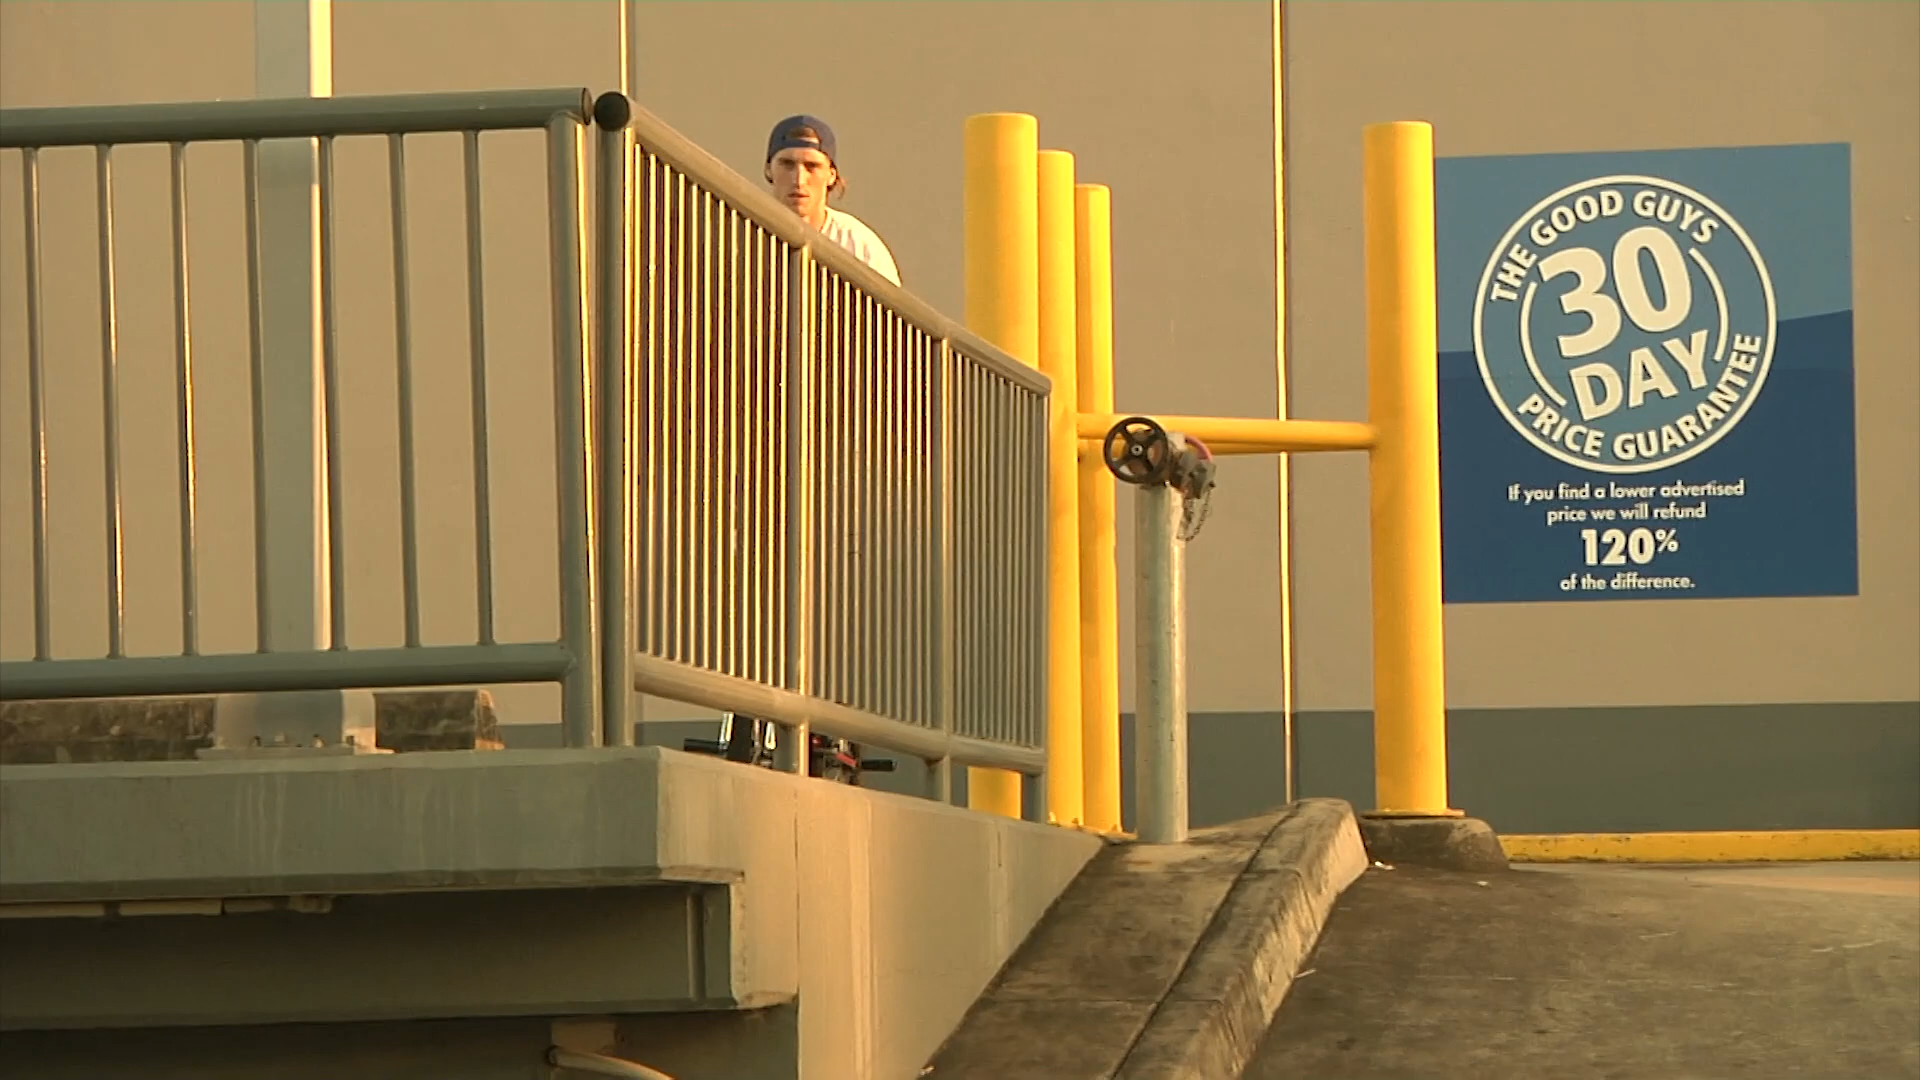 THE GOOD GUYS
30
DAY
PRICE GUARANTEE
If you find a lower advertised
price we will refund
120%
of the difference.